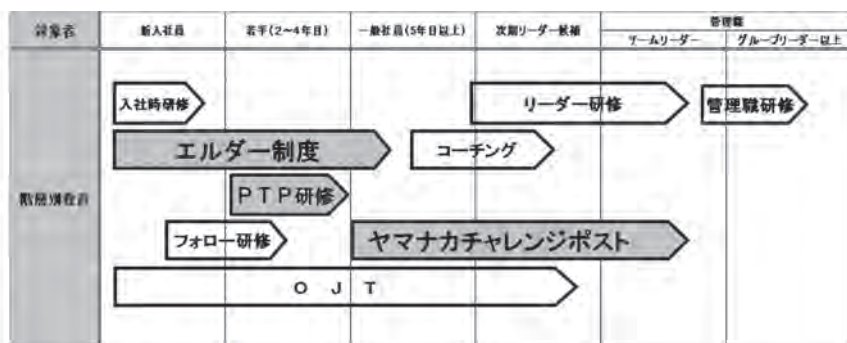 対象者
新入社員
若手(2~4年目)
一般社員(5年目以上)
次期リーダー候補
管理職
チームリーダー
グループリーダー以上
入社時研修
リーダー研修
管理職研修
エルダー制度
コーチング
PTP研修
フォロー研修
ヤマナカチャレンジポスト
OJT